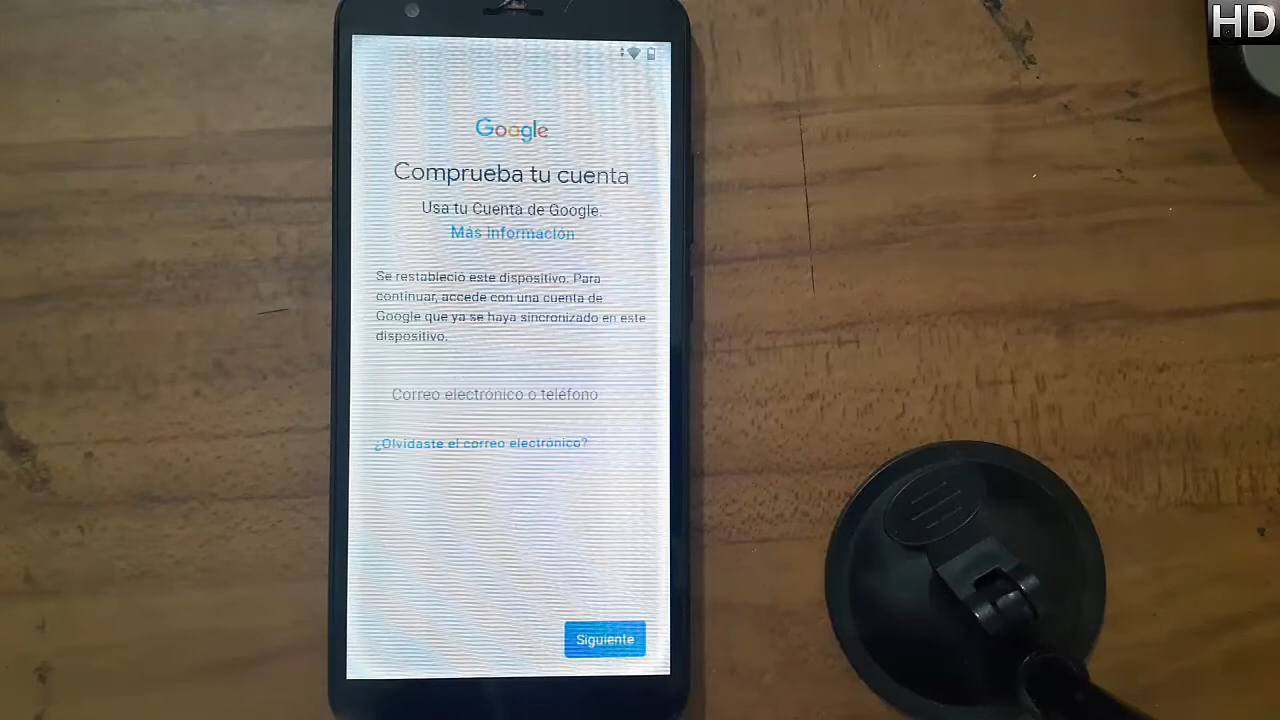 HD
Google
Comprueba tu cuenta
Usa tu Cuenta de Google.
Más información
Se restableció este dispositivo. Para
continuar, accede con una cuenta de
Google que ya se haya sincronizado en este
dispositivo.
Correo electrónico o teléfono
¿Olvidaste el correo electrónico?
Siguiente